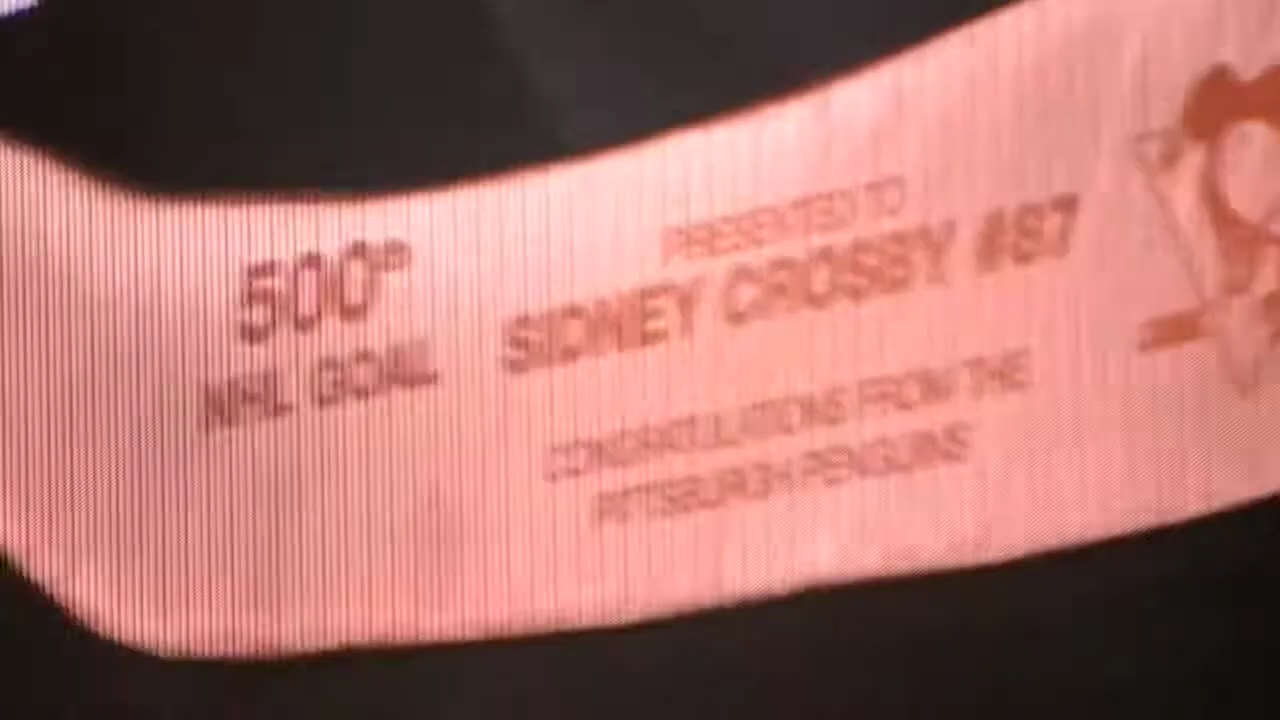 500th
NHL GOAL
PRESENTED TO
SIDNEY CROSBY #87
CONGRATULATIONS FROM THE
PITTSBURGH PENGUINS